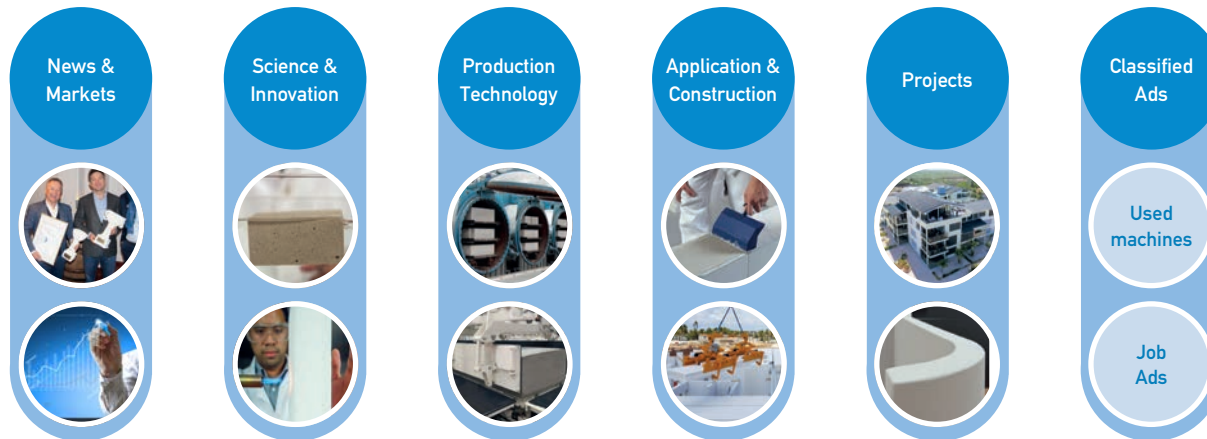 News &
Markets
Science &
Innovation
Production
Technology
Application &
Construction
Projects
Classified
Ads
Used
machines
Job
Ads